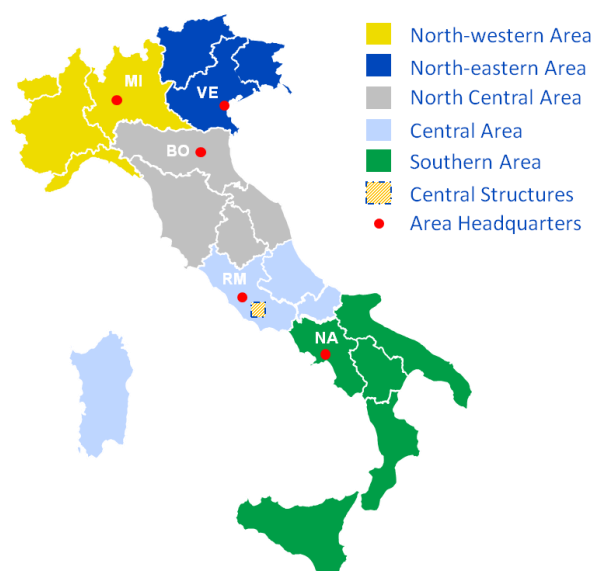 North-western Area
North-eastern Area
North Central Area
Central Area
Southern Area
Central Structures
Area Headquarters
MI
VE
BO
RM
NA